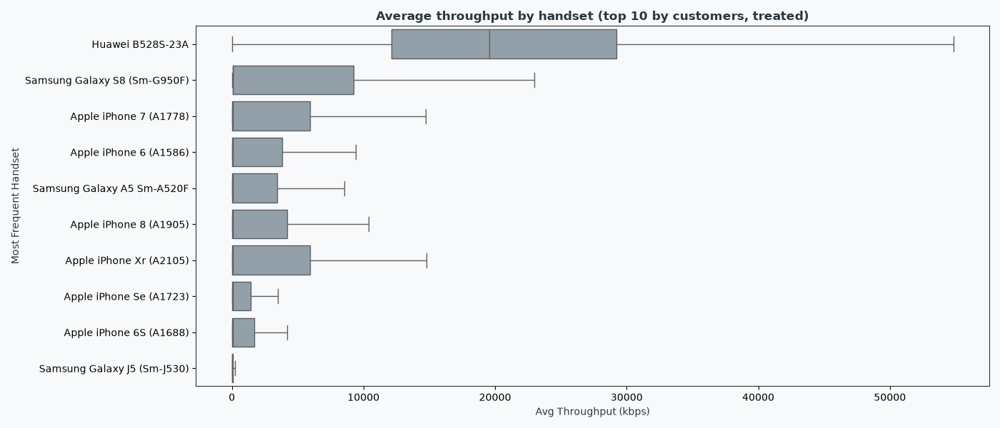 Average throughput by handset (top 10 by customers, treated)
Most Frequent Handset
Huawei B528S-23A
Samsung Galaxy S8 (Sm-G950F)
Apple iPhone 7 (A1778)
Apple iPhone 6 (A1586)
Samsung Galaxy A5 Sm-A520F
Apple iPhone 8 (A1905)
Apple iPhone Xr (A2105)
Apple iPhone Se (A1723)
Apple iPhone 6S (A1688)
Samsung Galaxy J5 (Sm-J530)
0 10000 20000 30000 40000 50000
Avg Throughput (kbps)